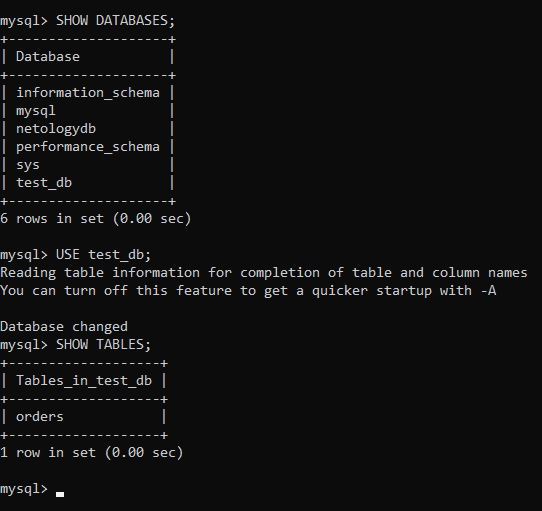 mysql> SHOW DATABASES;
+--------------------+
| Database           |
+--------------------+
| information_schema |
| mysql              |
| netologydb         |
| performance_schema |
| sys                |
| test_db            |
+--------------------+
6 rows in set (0.00 sec)

mysql> USE test_db;
Reading table information for completion of table and column names
You can turn off this feature to get a quicker startup with -A

Database changed
mysql> SHOW TABLES;
+-------------------+
| Tables_in_test_db |
+-------------------+
| orders            |
+-------------------+
1 row in set (0.00 sec)

mysql>